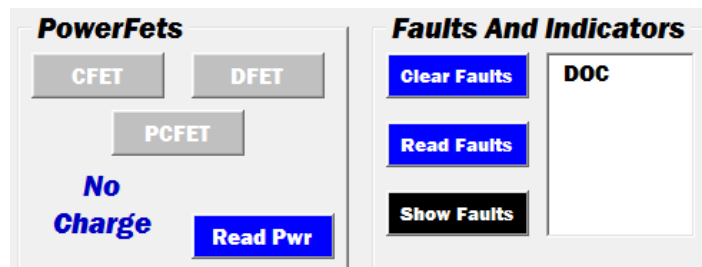 PowerFets
CFET
DFET
PCFET
No
Charge
Read Pwr
Faults And Indicators
Clear Faults
DOC
Read Faults
Show Faults